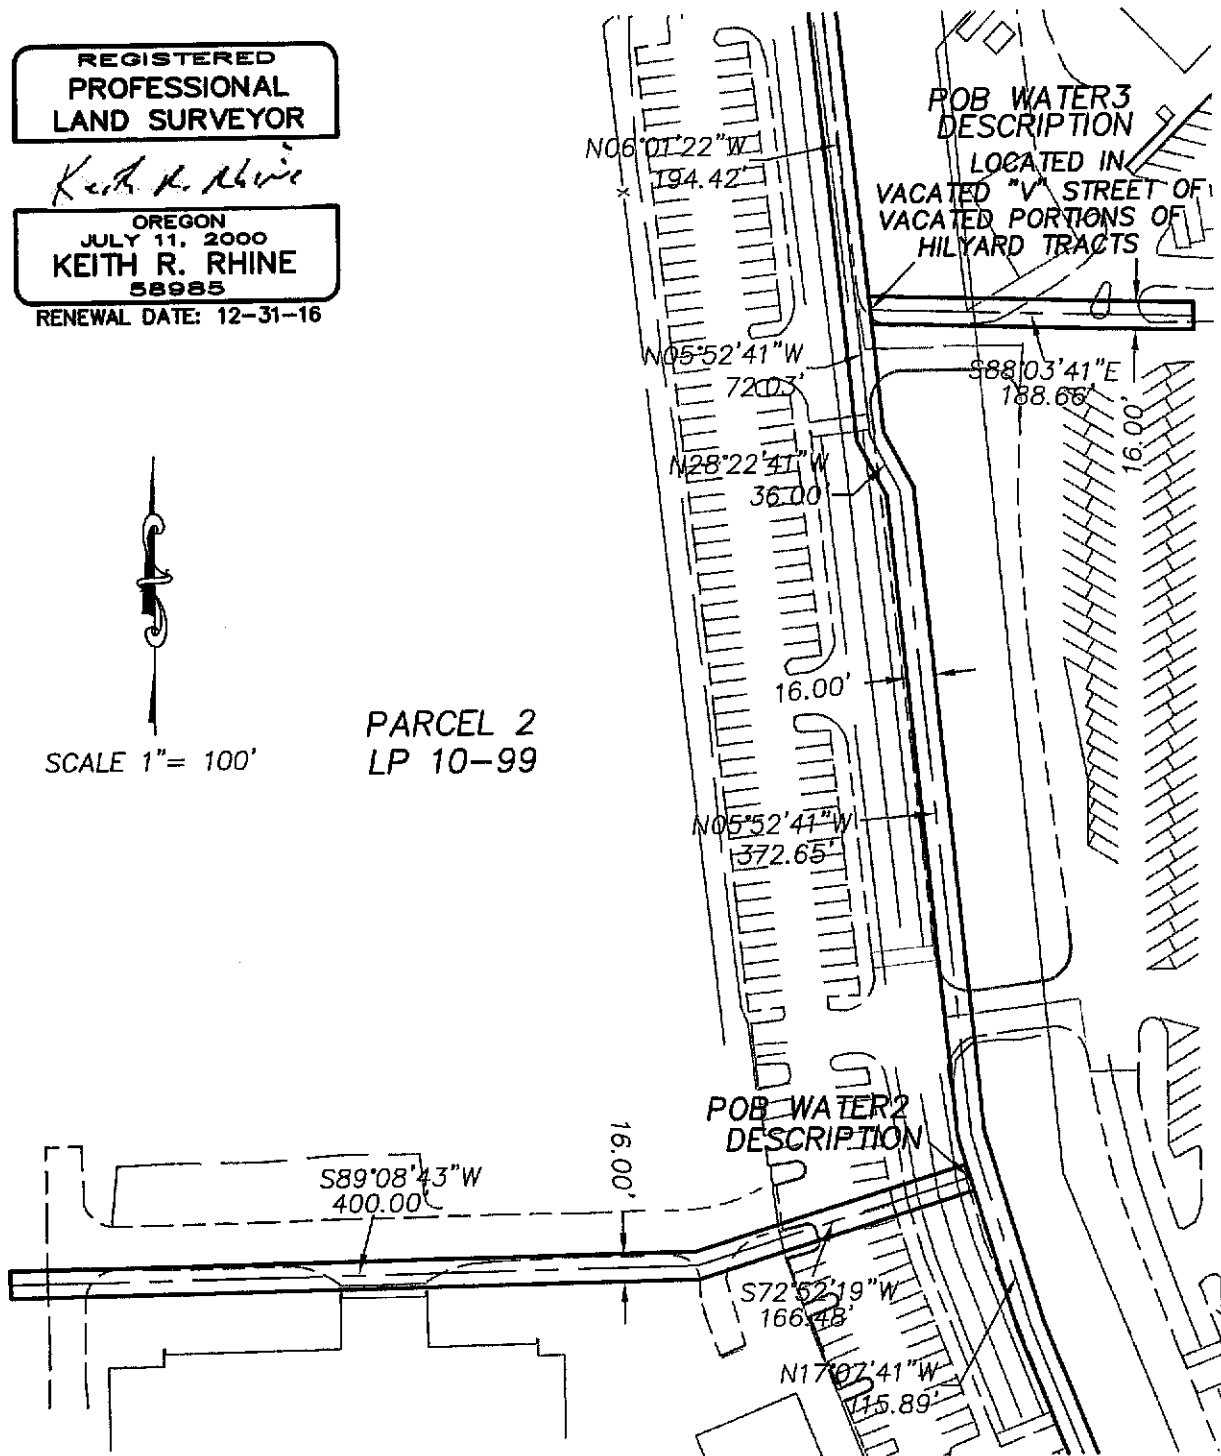 REGISTERED
PROFESSIONAL
LAND SURVEYOR
Keith R. Rhine
OREGON
JULY 11, 2000
KEITH R. RHINE
58985
RENEWAL DATE: 12-31-16
POB WATER3
DESCRIPTION
LOCATED IN
VACATED "V" STREET OF
VACATED PORTIONS OF
HILYARD TRACTS
N06°01'22"W
194.42'
N05°52'41"W
72.03'
S88°03'41"E
188.66'
16.00'
N28°22'41"W
36.00'
16.00'
SCALE 1"= 100'
PARCEL 2
LP 10-99
N05°52'41"W
372.65'
POB WATER2
DESCRIPTION
16.00'
S89°08'43"W
400.00'
S72°52'19"W
166.48'
N17°07'41"W
115.89'